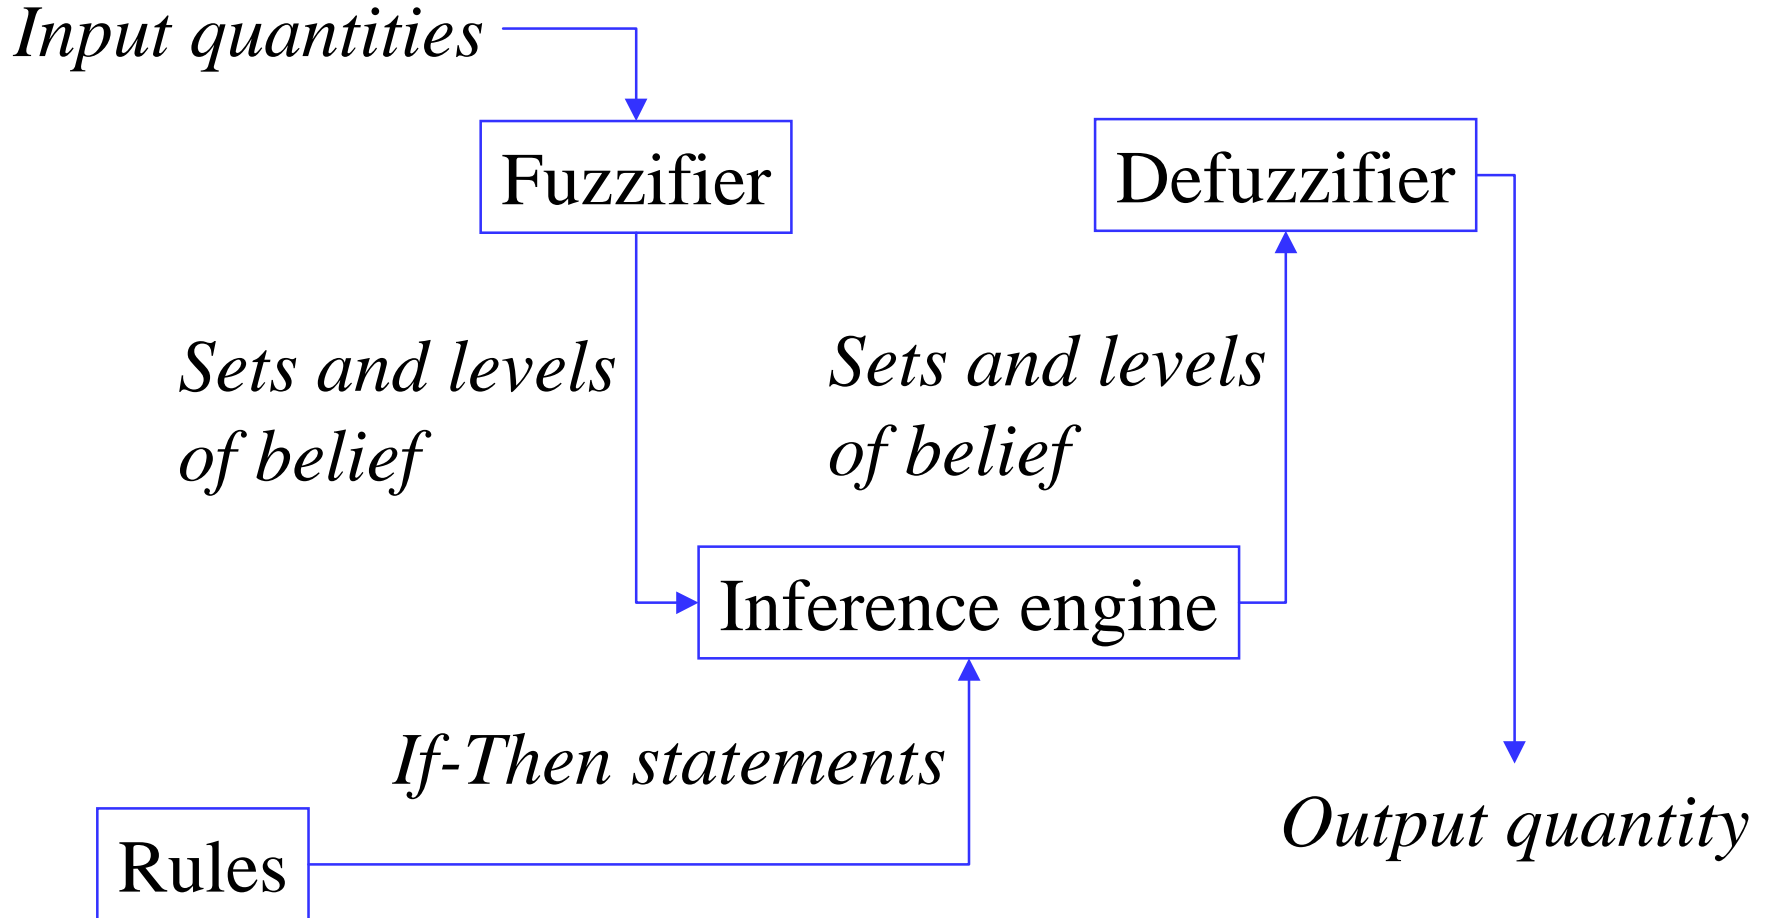 Input quantities
Fuzzifier
Defuzzifier
Sets and levels
of belief
Sets and levels
of belief
Inference engine
If-Then statements
Output quantity
Rules